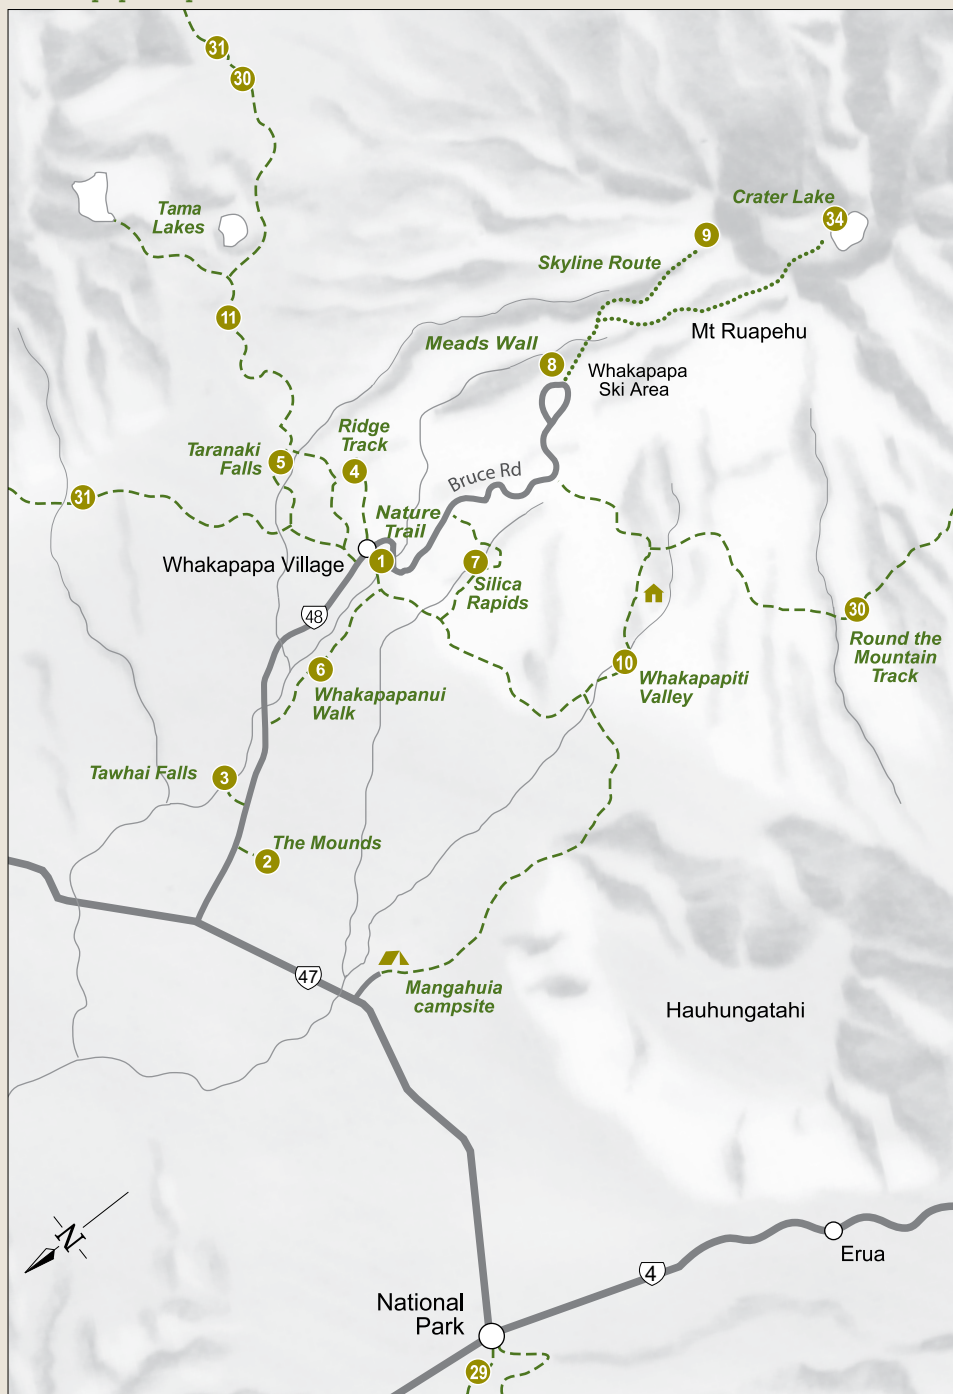 31
30
Tama
Lakes
Crater Lake
34
9
Skyline Route
11
Mt Ruapehu
Meads Wall
8
Whakapapa
Ski Area
Ridge
Track
Taranaki
Falls
5
4
Bruce Rd
31
Nature
Trail
Whakapapa Village
1
7
Silica
Rapids
48
30
Round the
Mountain
Track
6
10
Whakapapanui
Walk
Whakapapiti
Valley
Tawhai Falls
3
The Mounds
2
47
Mangahuia
campsite
Hauhungatahi
N
Erua
4
National
Park
29